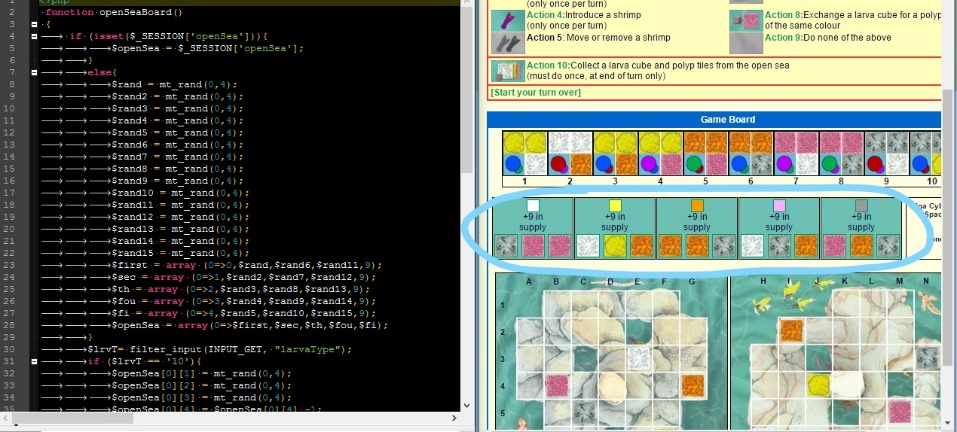 <?php
function openSeaBoard()
{
if (isset($_SESSION['openSea'])){
$openSea = $_SESSION['openSea'];
}
else{
$rand = mt_rand(0,4);
$rand2 = mt_rand(0,4);
$rand3 = mt_rand(0,4);
$rand4 = mt_rand(0,4);
$rand5 = mt_rand(0,4);
$rand6 = mt_rand(0,4);
$rand7 = mt_rand(0,4);
$rand8 = mt_rand(0,4);
$rand9 = mt_rand(0,4);
$rand10 = mt_rand(0,4);
$rand11 = mt_rand(0,4);
$rand12 = mt_rand(0,4);
$rand13 = mt_rand(0,4);
$rand14 = mt_rand(0,4);
$rand15 = mt_rand(0,4);
$first = array (0=>0,$rand,$rand6,$rand11,9);
$sec = array (0=>1,$rand2,$rand7,$rand12,9);
$th = array (0=>2,$rand3,$rand8,$rand13,9);
$fou = array (0=>3,$rand4,$rand9,$rand14,9);
$fi = array (0=>4,$rand5,$rand10,$rand15,9);
$openSea = array(0=>$first,$sec,$th,$fou,$fi);
}
$lrvT= filter_input(INPUT_GET, "larvaType");
if ($lrvT == '10'){
$openSea[0][1] = mt_rand(0,4);
$openSea[0][2] = mt_rand(0,4);
$openSea[0][3] = mt_rand(0,4);
$openSea[0][4] = $openSea[0][4] -1;
(only once per turn)
Action 4:Introduce a shrimp
(only once per turn)
Action 5: Move or remove a shrimp
Action 8:Exchange a larva cube for a polyp
of the same colour
Action 9:Do none of the above
Action 10:Collect a larva cube and polyp tiles from the open sea
(must do once, at end of turn only)
[Start your turn over]
Game Board
1 2 3 4 5 6 7 8 9 10
+9 in
supply
+9 in
supply
+9 in
supply
+9 in
supply
+9 in
supply
A B C D E F G
1
2
3
4
5
H I J K L M N
1
2
3
4